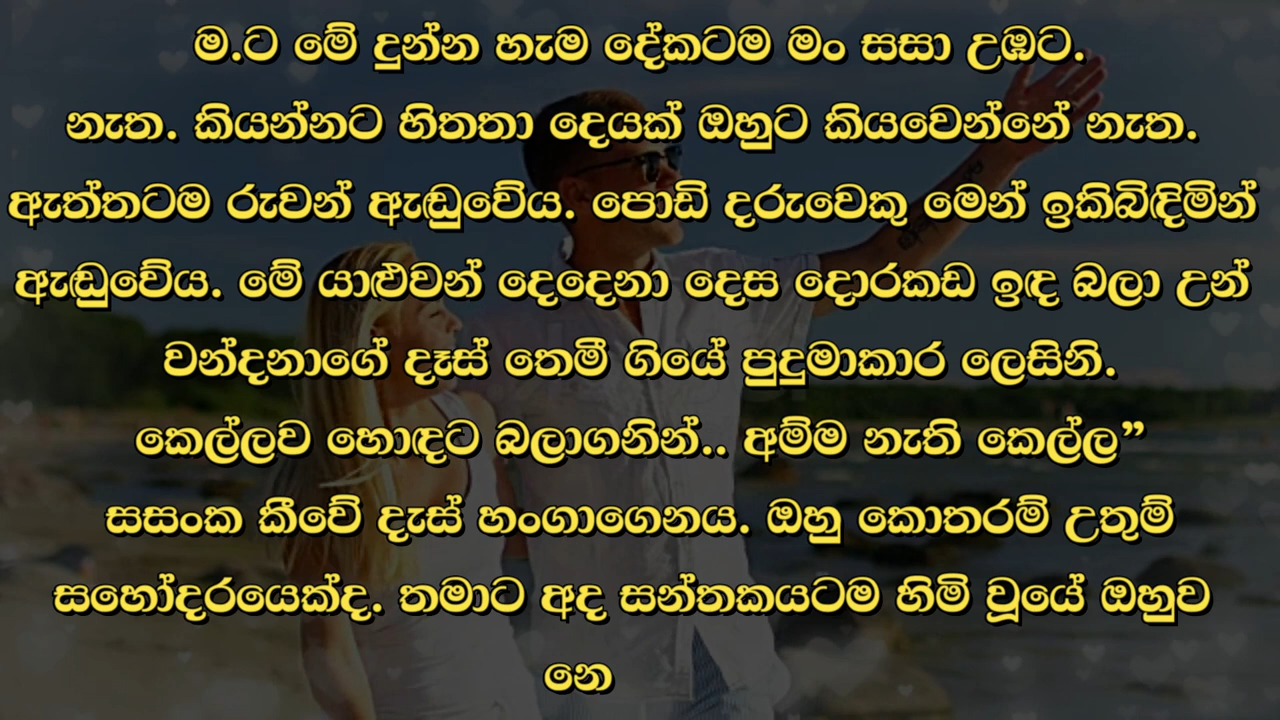 ම.ට මේ දුන්න හැම දේකටම මං සසා උඹට.
නැත. කියන්නට හිතතා දෙයක් ඔහුට කියවෙන්නේ නැත.
ඇත්තටම රුවන් ඇඬුවේය. පොඩි දරුවෙකු මෙන් ඉකිබිඳිමින්
ඇඬුවේය. මේ යාළුවන් දෙදෙනා දෙස දොරකඩ ඉඳ බලා උන්
වන්දනාගේ දෑස් තෙමී ගියේ පුදුමාකාර ලෙසිනි.
කෙල්ලව හොඳට බලාගනින්.. අම්ම නැති කෙල්ල”
සසංක කීවේ දැස් හංගාගෙනය. ඔහු කොතරම් උතුම්
සහෝදරයෙක්ද. තමාට අද සන්තකයටම හිමි වූයේ ඔහුව
නෙ